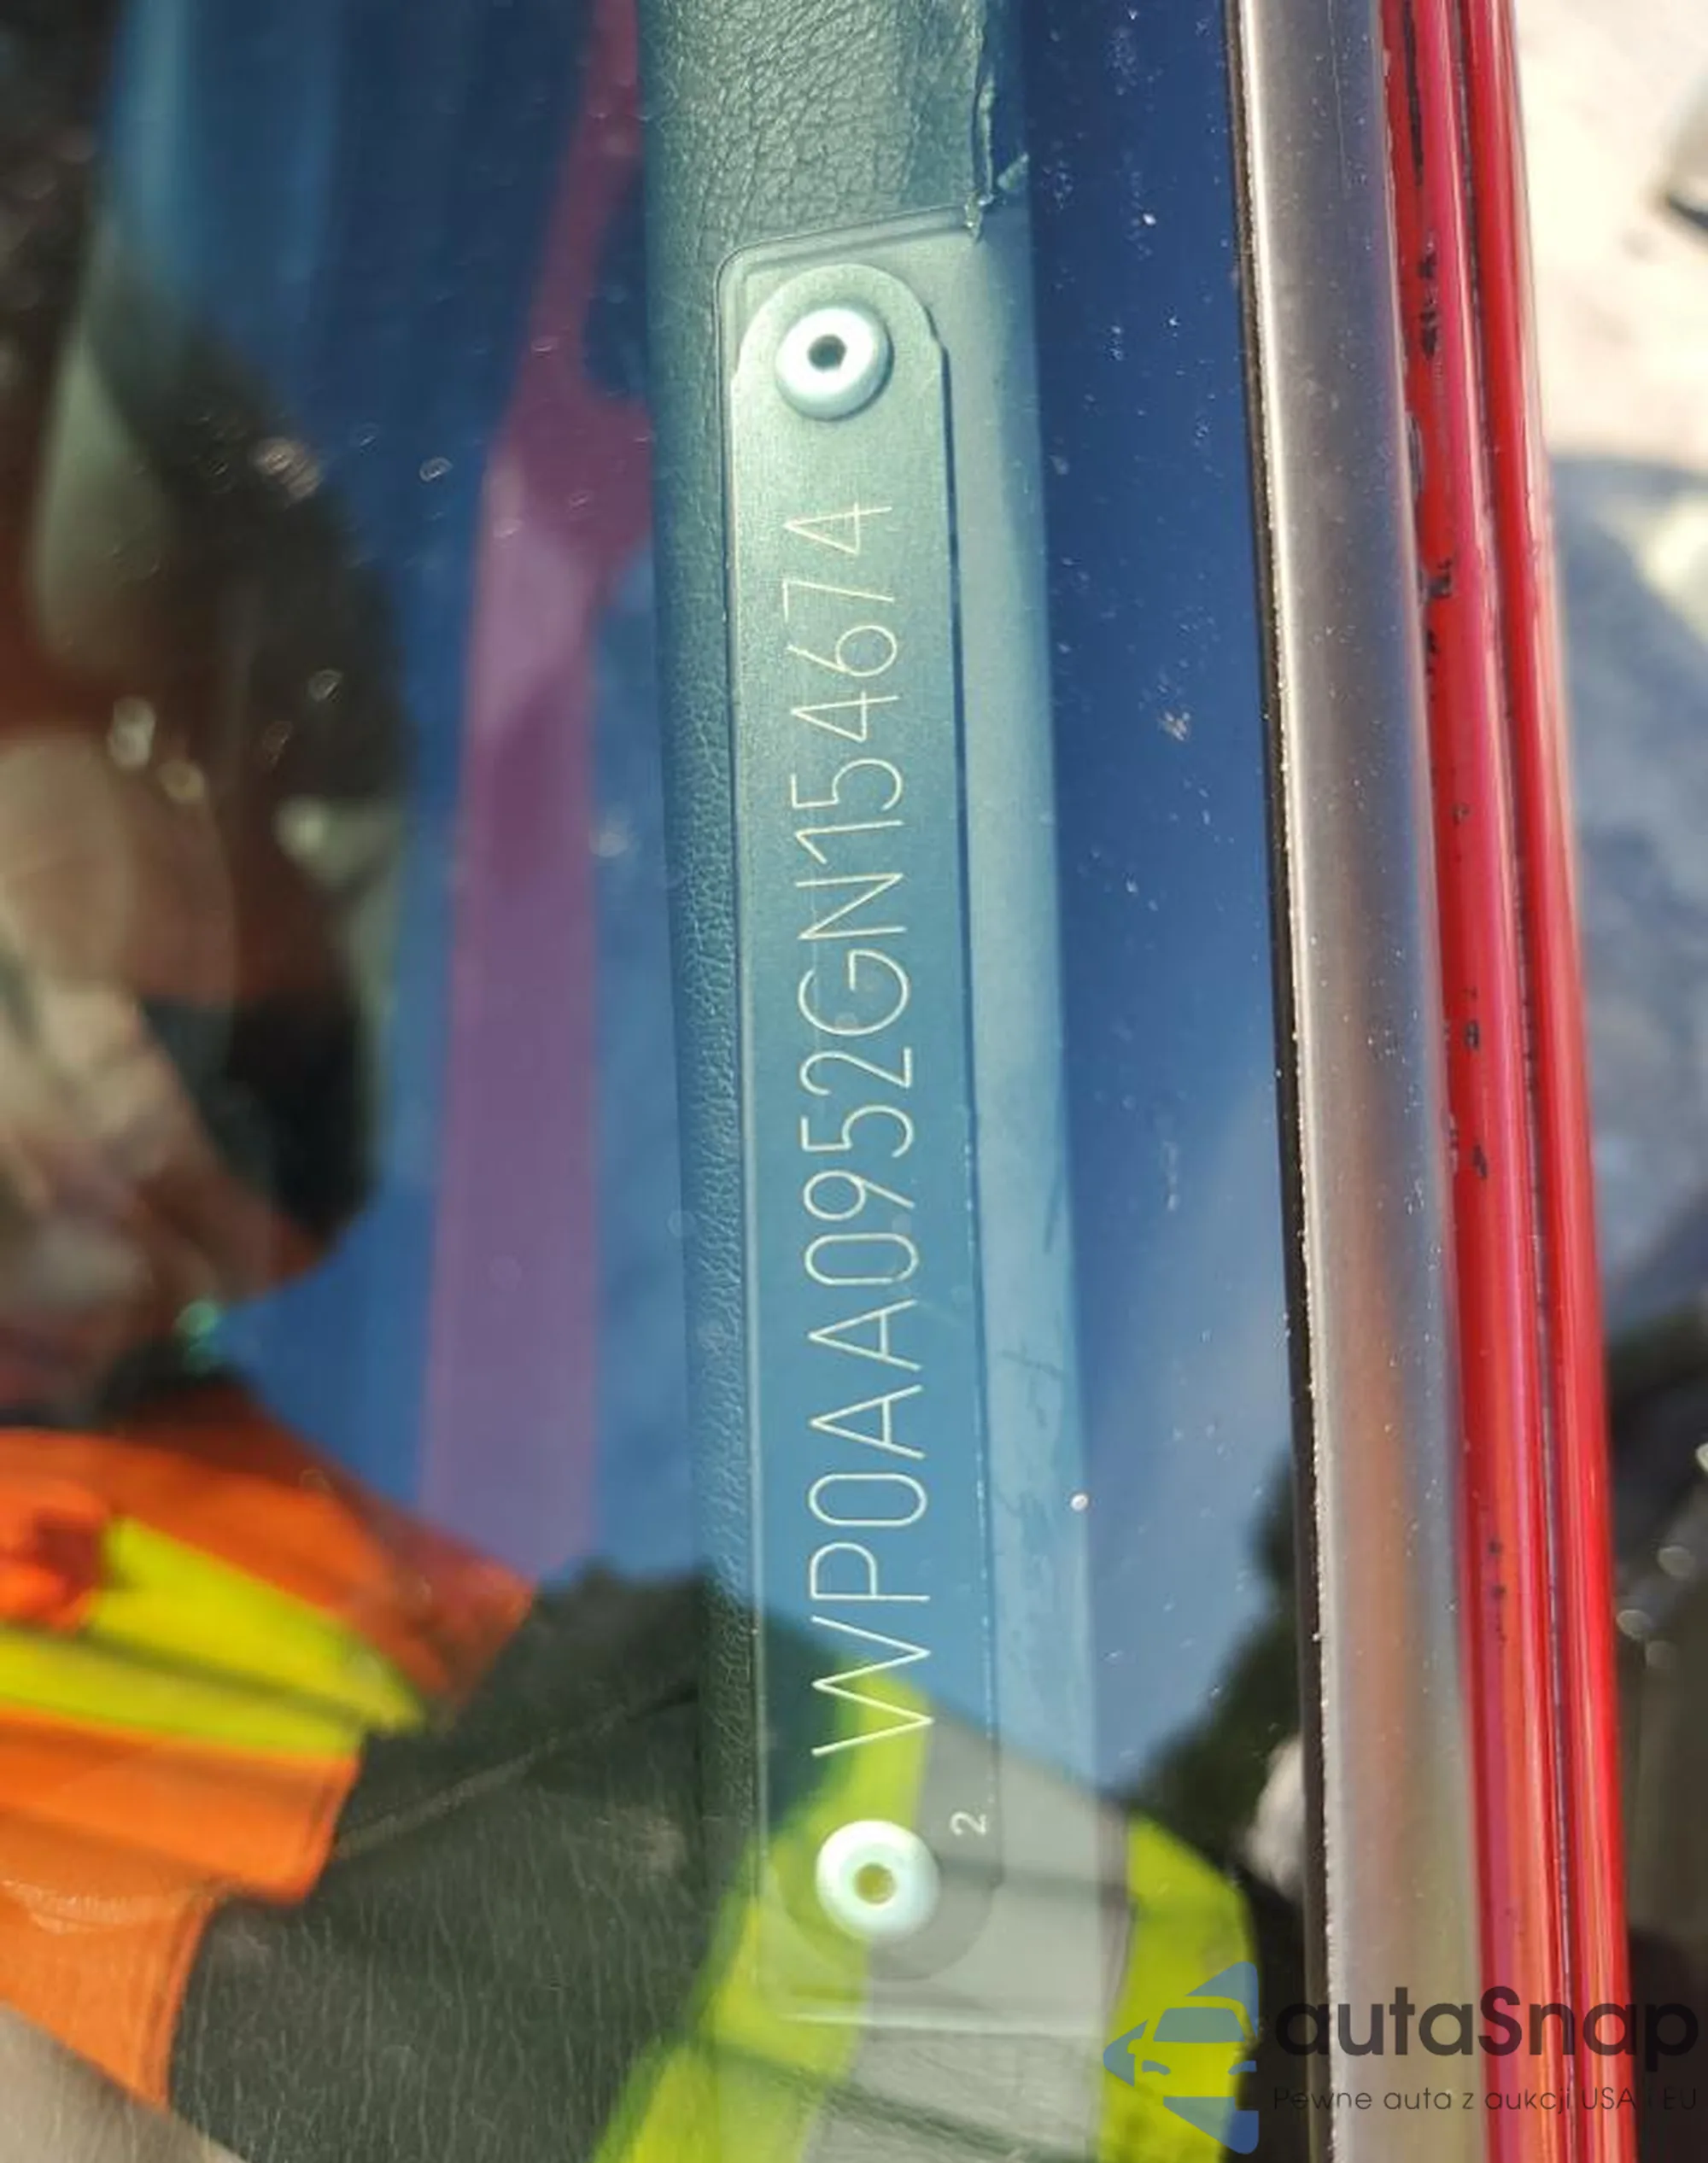 WP0AA0952GN154674
2
autaSnap
Pewne auta z aukcji USA i EU